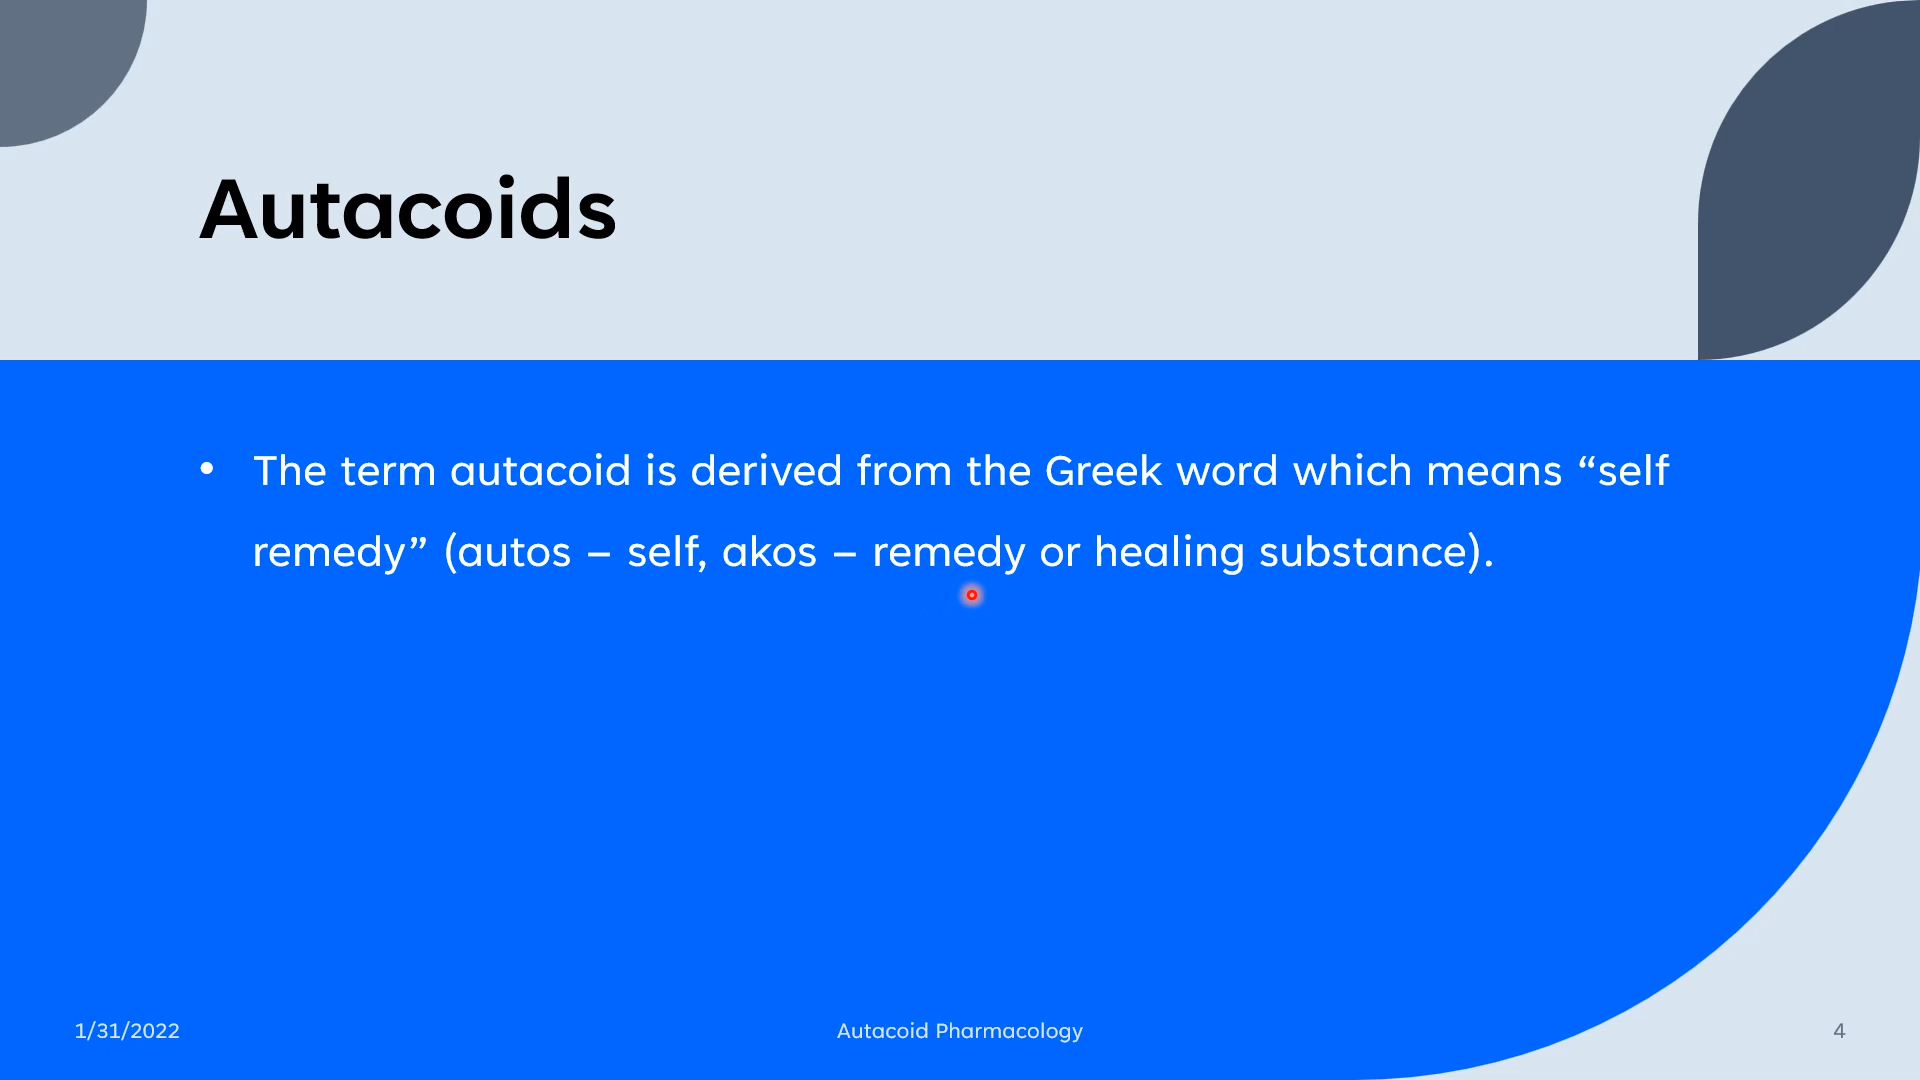 Autacoids
• The term autacoid is derived from the Greek word which means “self
remedy” (autos – self, akos – remedy or healing substance).
1/31/2022
Autacoid Pharmacology
4